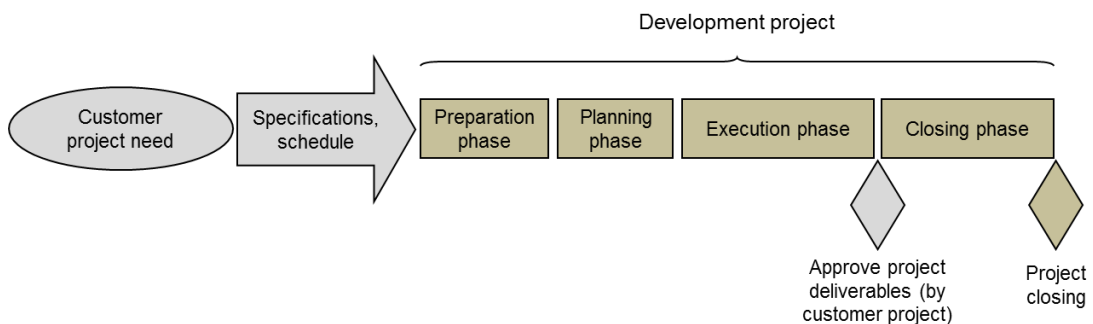 Development project
Customer
project need
Specifications,
schedule
Preparation
phase
Planning
phase
Execution phase
Closing phase
Approve project
deliverables (by
customer project)
Project
closing